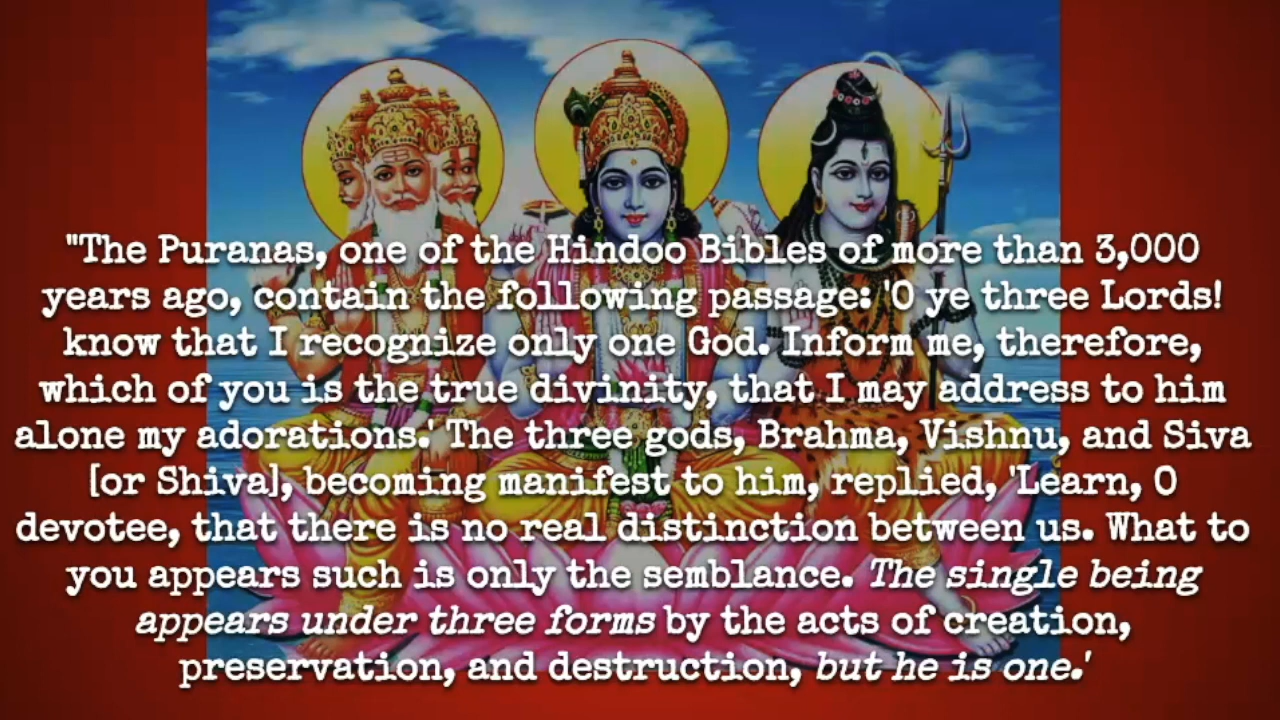 "The Puranas, one of the Hindoo Bibles of more than 3,000
years ago, contain the following passage: 'O ye three Lords!
know that I recognize only one God. Inform me, therefore,
which of you is the true divinity, that I may address to him
alone my adorations.' The three gods, Brahma, Vishnu, and Siva
[or Shiva], becoming manifest to him, replied, 'Learn, O
devotee, that there is no real distinction between us. What to
you appears such is only the semblance. The single being
appears under three forms by the acts of creation,
preservation, and destruction, but he is one.'